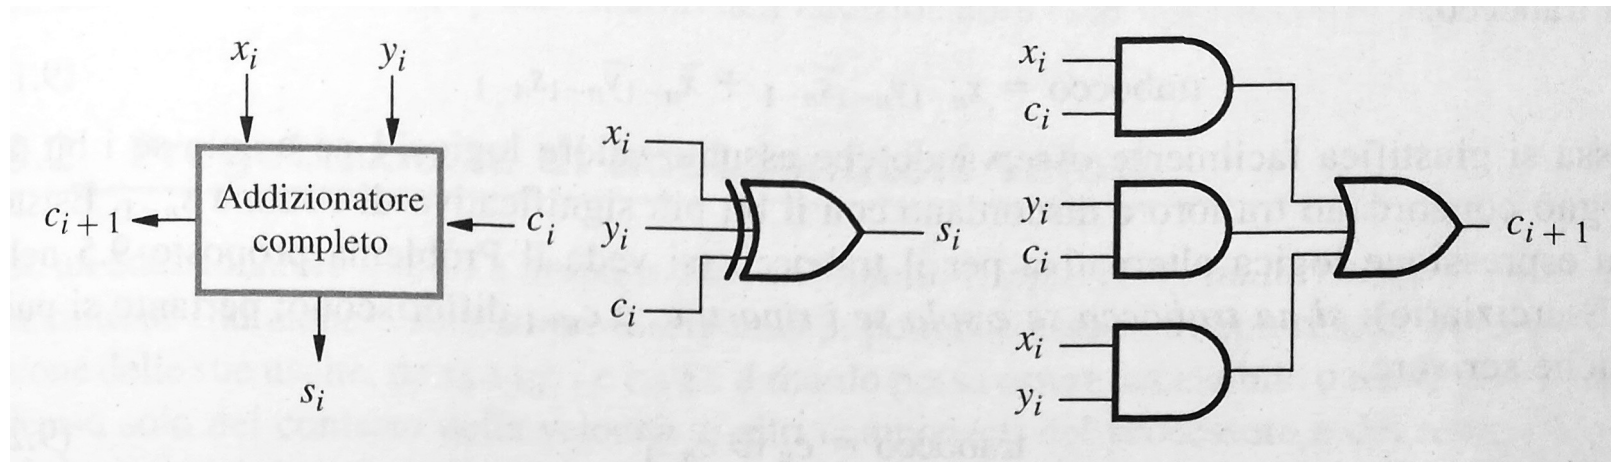 x_i y_i
Addizionatore
completo
c_{i+1} c_i
s_i
x_i
y_i s_i
c_i
x_i
c_i
y_i
c_i c_{i+1}
x_i
y_i